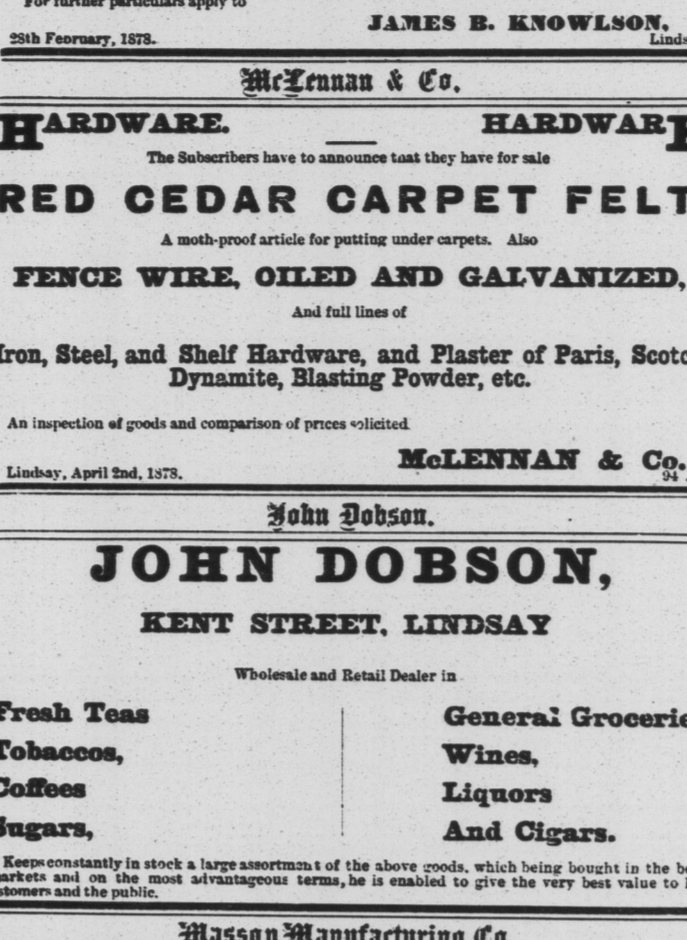 For further particulars apply to
JAMES B. KNOWLSON,
28th February, 1878.
Linds
McLennan & Co.
HARDWARE.
HARDWAR
The Subscribers have to announce that they have for sale
RED CEDAR CARPET FELT
A moth-proof article for putting under carpets. Also
FENCE WIRE, OILED AND GALVANIZED,
And full lines of
Iron, Steel, and Shelf Hardware, and Plaster of Paris, Scotc
Dynamite, Blasting Powder, etc.
An inspection of goods and comparison of prices solicited
McLENNAN & Co.
Lindsay, April 2nd, 1878.
94
John Dobson.
JOHN DOBSON,
KENT STREET, LINDSAY
Wholesale and Retail Dealer in
Fresh Teas
Tobaccos,
Coffees
Sugars,
General Grocerie
Wines,
Liquors
And Cigars.
Keeps constantly in stock a large assortment of the above goods, which being bought in the be
arkets and on the most advantageous terms, he is enabled to give the very best value to
stomers and the public.
Masson Manufacturing Co